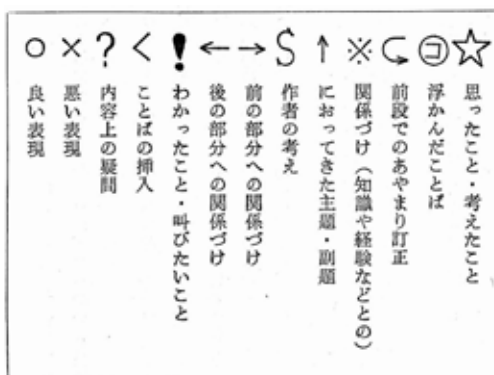 ☆ 思ったこと・考えたこと
㋙ 浮かんだことば
前段でのあやまり訂正
※ 関係づけ(知識や経験などとの)
↑ におってきた主題・副題
作者の考え
→ 前の部分への関係づけ
← 後の部分への関係づけ
! わかったこと・叫びたいこと
く ことばの挿入
? 内容上の疑問
× 悪い表現
○ 良い表現